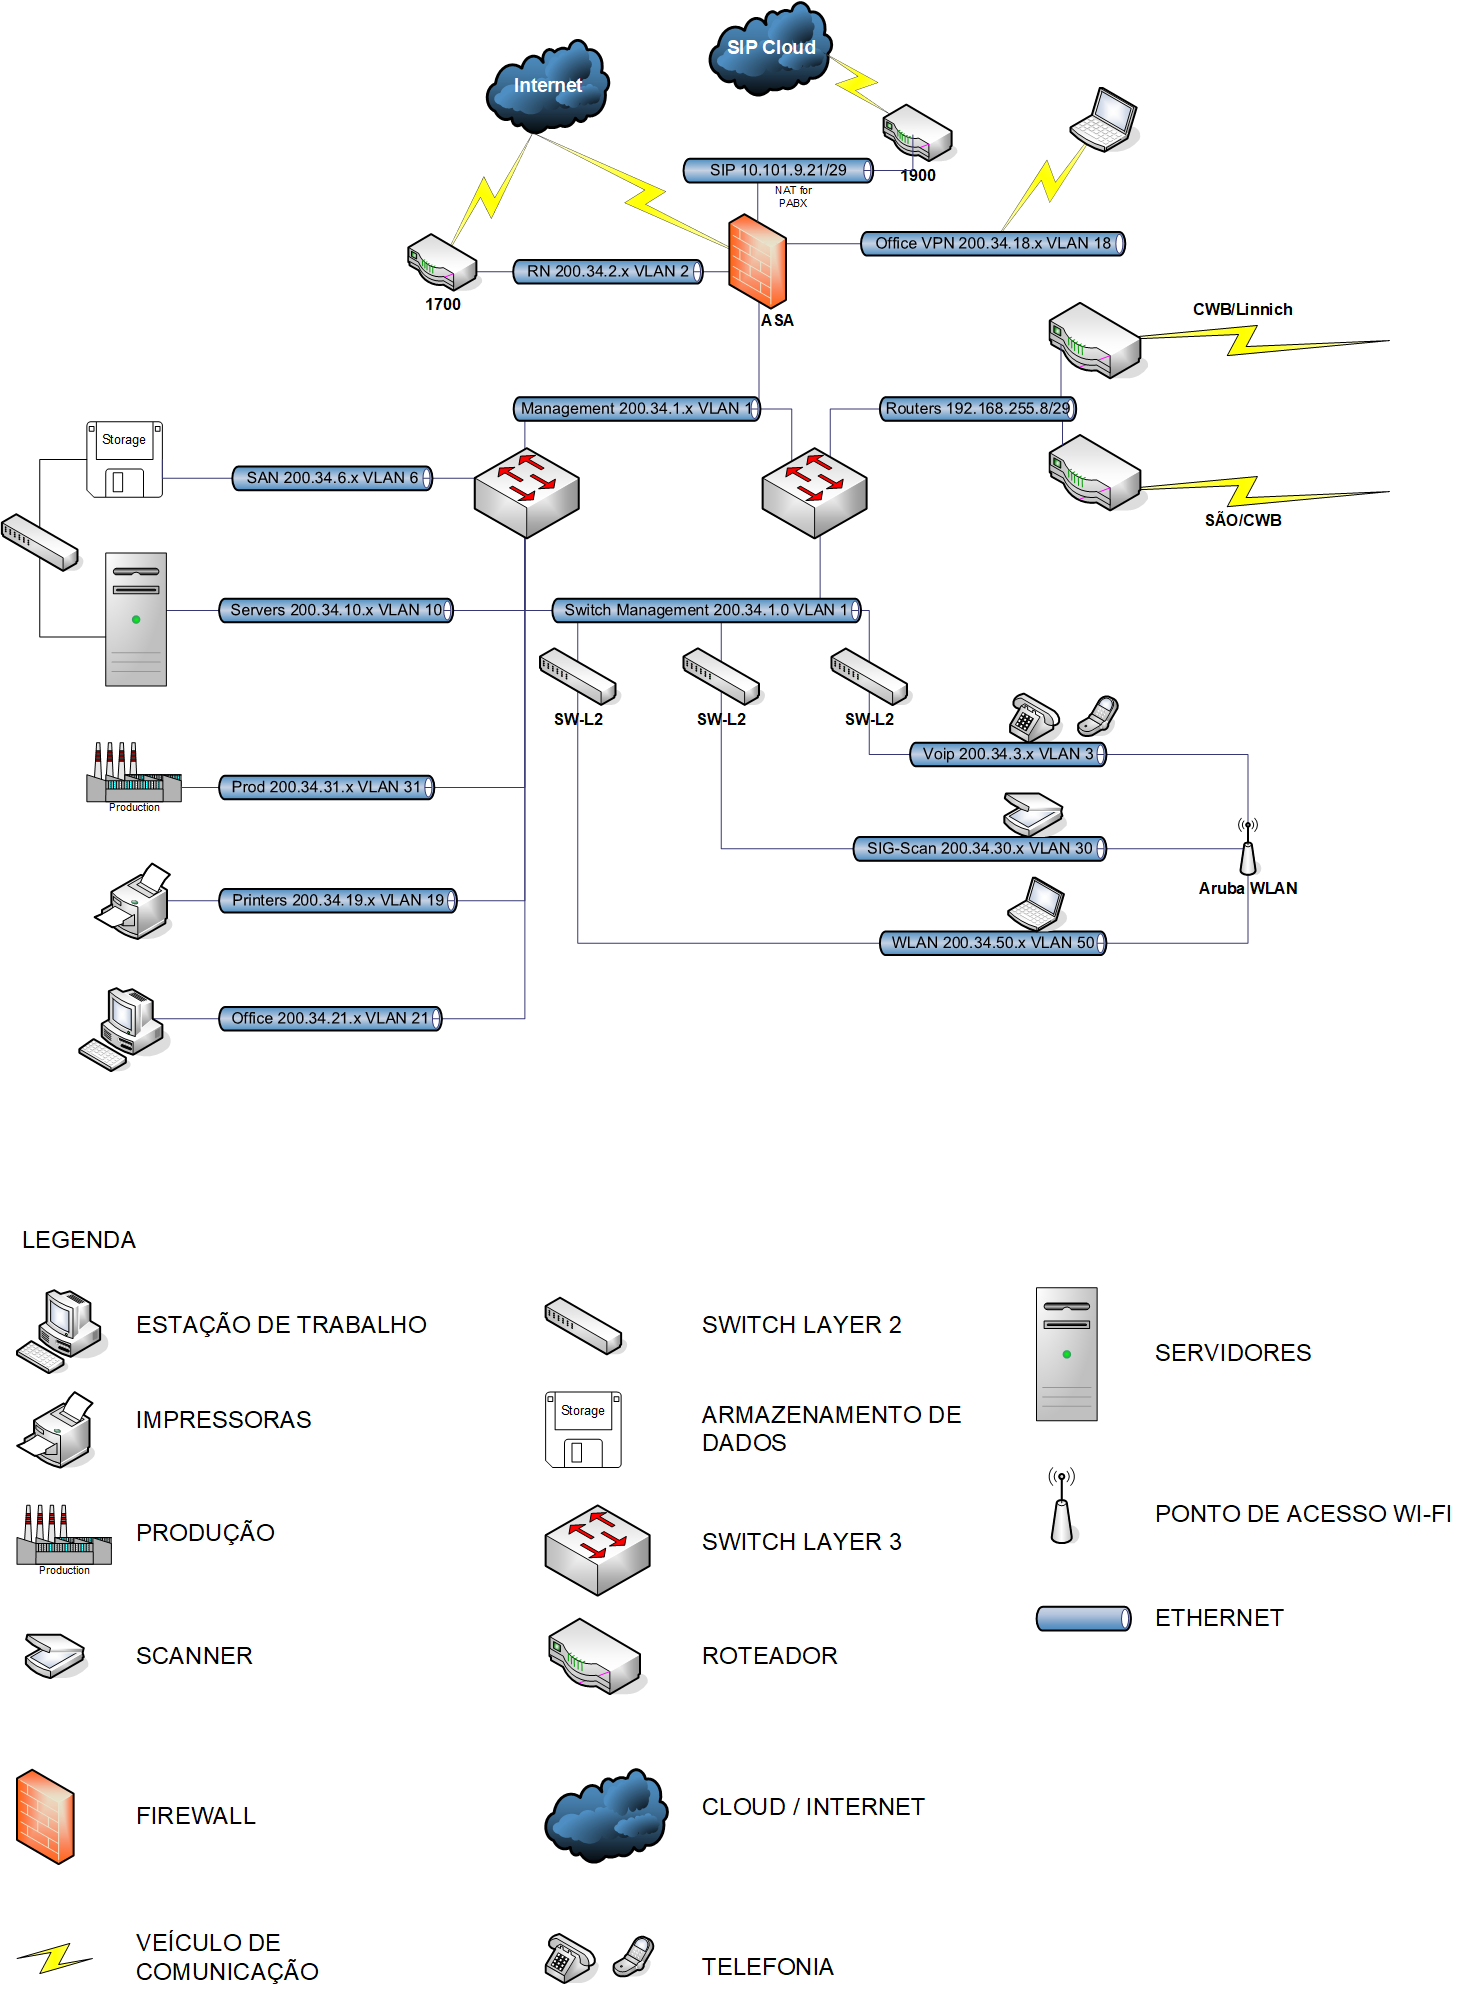 SIP Cloud
Internet
SIP 10.101.9.21/29
1900
NAT for
PABX
Office VPN 200.34.18.x VLAN 18
RN 200.34.2.x VLAN 2
1700
ASA
CWB/Linnich
Management 200.34.1.x VLAN 1
Routers 192.168.255.8/29
Storage
SAN 200.34.6.x VLAN 6
SÃO/CWB
Servers 200.34.10.x VLAN 10
Switch Management 200.34.1.0 VLAN 1
SW-L2
SW-L2
SW-L2
Voip 200.34.3.x VLAN 3
Prod 200.34.31.x VLAN 31
Production
SIG-Scan 200.34.30.x VLAN 30
Aruba WLAN
Printers 200.34.19.x VLAN 19
WLAN 200.34.50.x VLAN 50
Office 200.34.21.x VLAN 21
LEGENDA
ESTAÇÃO DE TRABALHO
SWITCH LAYER 2
SERVIDORES
IMPRESSORAS
Storage
ARMAZENAMENTO DE
DADOS
PRODUÇÃO
Production
SWITCH LAYER 3
PONTO DE ACESSO WI-FI
ETHERNET
SCANNER
ROTEADOR
FIREWALL
CLOUD / INTERNET
VEÍCULO DE
COMUNICAÇÃO
TELEFONIA